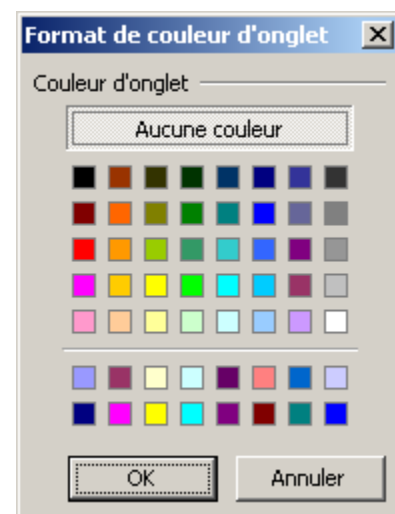 Format de couleur d'onglet
Couleur d'onglet
Aucune couleur
OK
Annuler